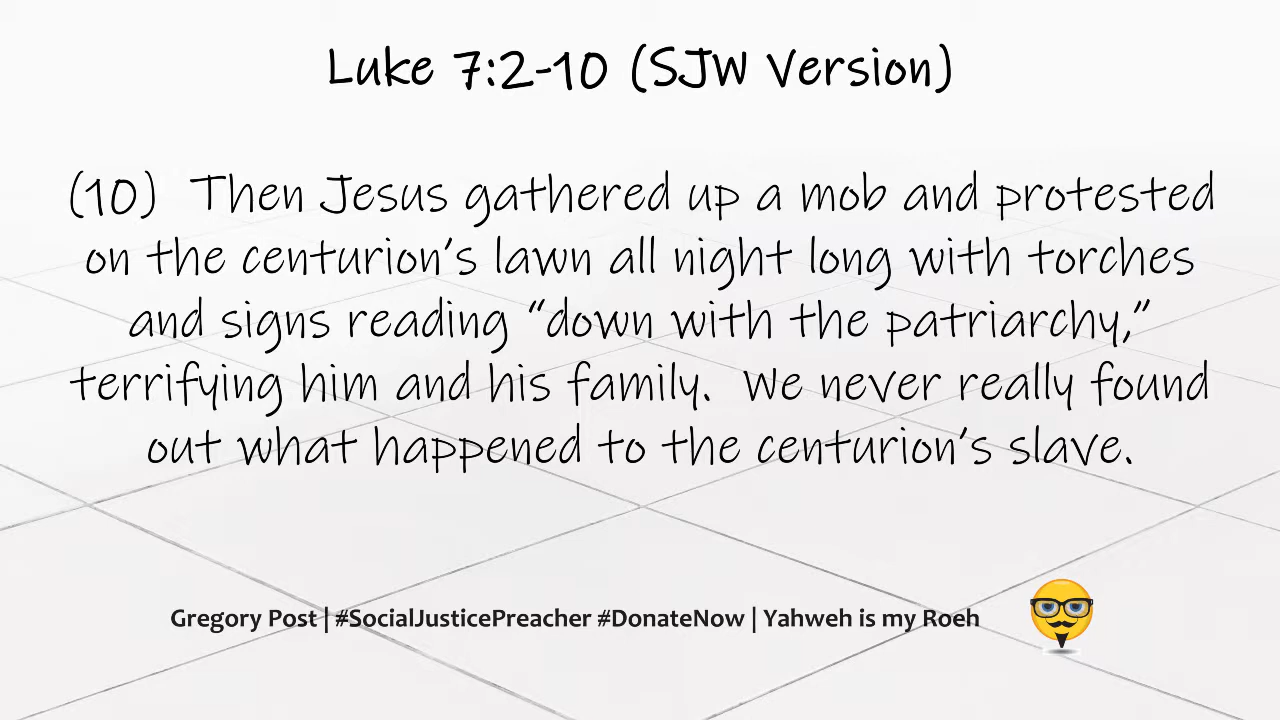 Luke 7:2-10 (SJW Version)
(10) Then Jesus gathered up a mob and protested
on the centurion’s lawn all night long with torches
and signs reading “down with the patriarchy,”
terrifying him and his family. We never really found
out what happened to the centurion’s slave.
Gregory Post | #SocialJusticePreacher #DonateNow | Yahweh is my Roeh